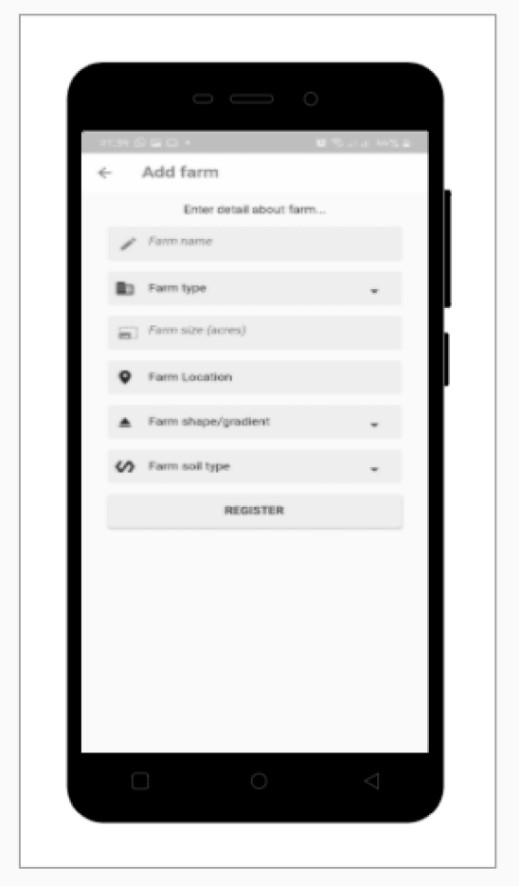 Add farm
Enter detail about farm...
Farm name
Farm type
Farm size (acres)
Farm Location
Farm shape/gradient
Farm soil type
REGISTER